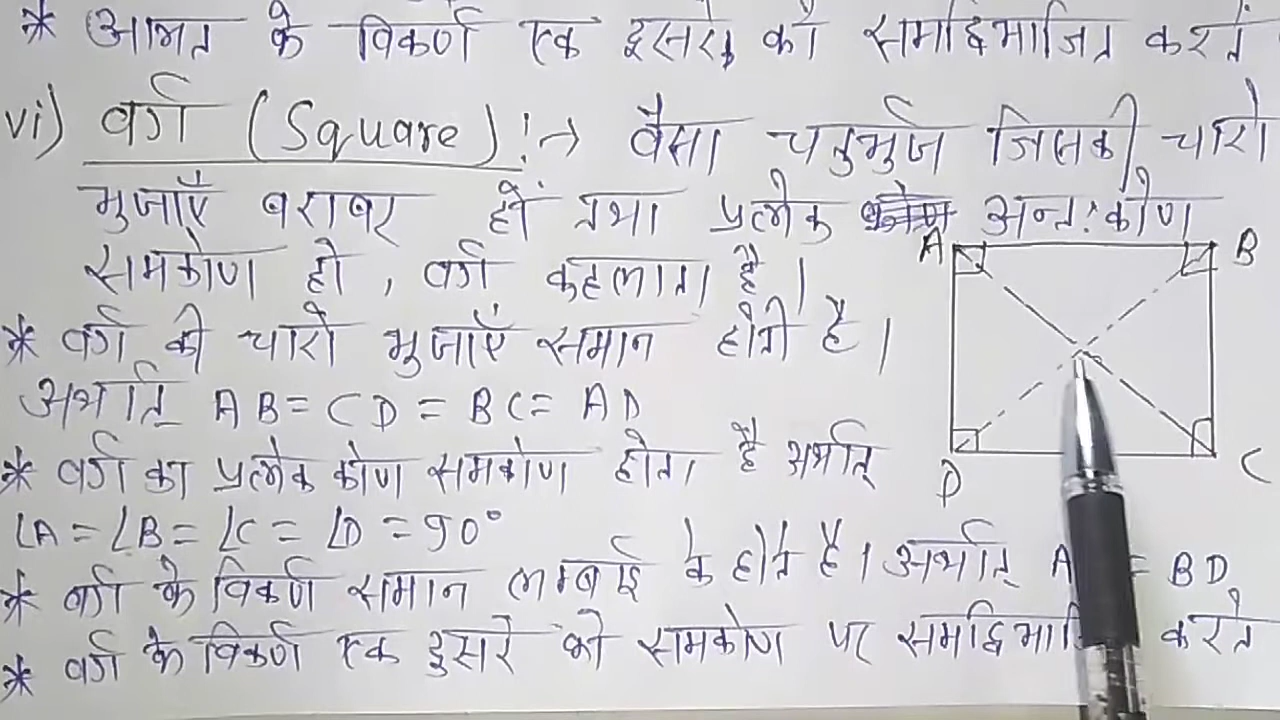 * आयत के विकर्ण एक दुसरे को समद्विभाजित करते
vi) वर्ग (Square) :→ वैसा चतुर्भुज जिसकी चारो
भुजाएँ बराबर हों तथा प्रत्येक अन्तः कोण
समकोण हो, वर्ग कहलाता है।
A B
* वर्ग की चारो भुजाएँ समान होती है।
अर्थात् AB = CD = BC = AD
* वर्ग का प्रत्येक कोण समकोण होता है अर्थात्
D C
∠A = ∠B = ∠C = ∠D = 90°
* वर्ग के विकर्ण समान लम्बाई के होते है। अर्थात् A = BD
* वर्ग के विकर्ण एक दुसरे को समकोण पर समद्विभा करते